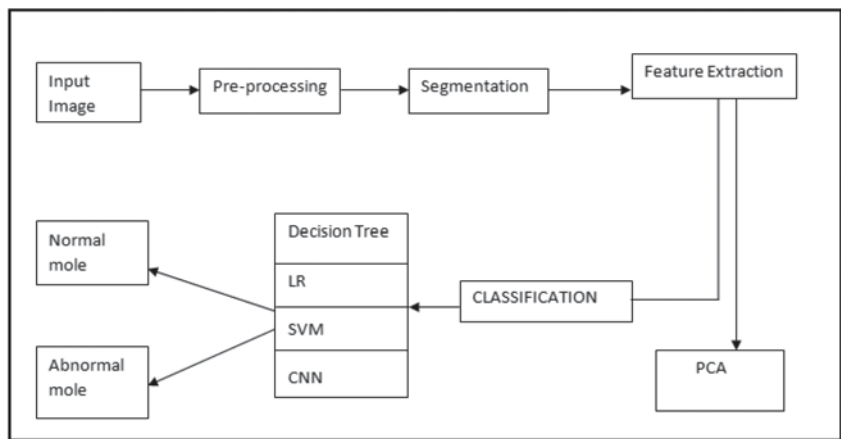 Input
Image
Pre-processing
Segmentation
Feature Extraction
Normal
mole
Decision Tree
LR
SVM
CNN
CLASSIFICATION
Abnormal
mole
PCA